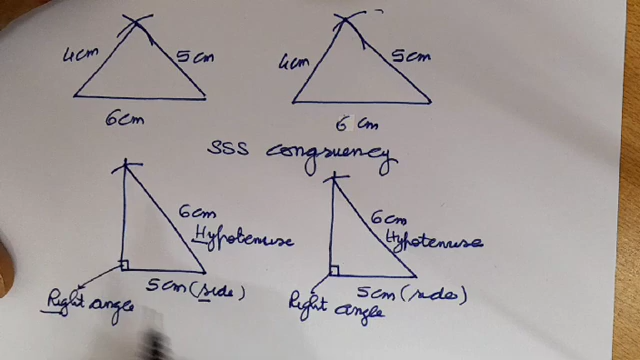 4cm 5cm 4cm 5cm
6cm 6 cm
SSS congruency
6cm 6cm
Hypotenuse Hypotenuse
5cm (side) 5cm (side)
Right angle Right angle